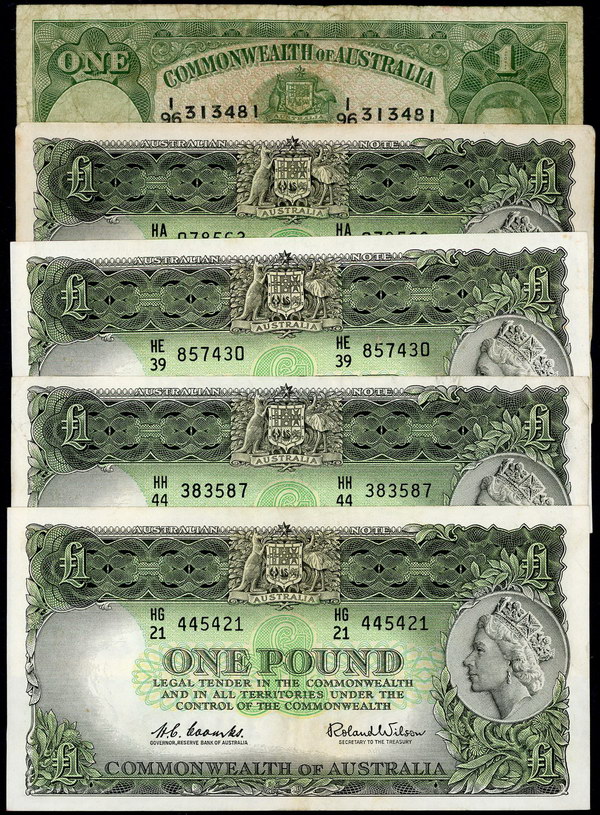 ONE COMMONWEALTH OF AUSTRALIA 1
I/96 313481 I/96 313481
AUSTRALIAN NOTE
£1 £1
AUSTRALIA
HA HA
AUSTRALIAN NOTE
£1 £1
AUSTRALIA
HE 39 857430 HE 39 857430
AUSTRALIAN NOTE
£1 £1
AUSTRALIA
HH 44 383587 HH 44 383587
AUSTRALIAN NOTE
£1 £1
AUSTRALIA
HG 21 445421 HG 21 445421
ONE POUND
LEGAL TENDER IN THE COMMONWEALTH
AND IN ALL TERRITORIES UNDER THE
CONTROL OF THE COMMONWEALTH
H.C. Coombs. Roland Wilson
GOVERNOR, RESERVE BANK OF AUSTRALIA SECRETARY TO THE TREASURY
£1 COMMONWEALTH OF AUSTRALIA £1